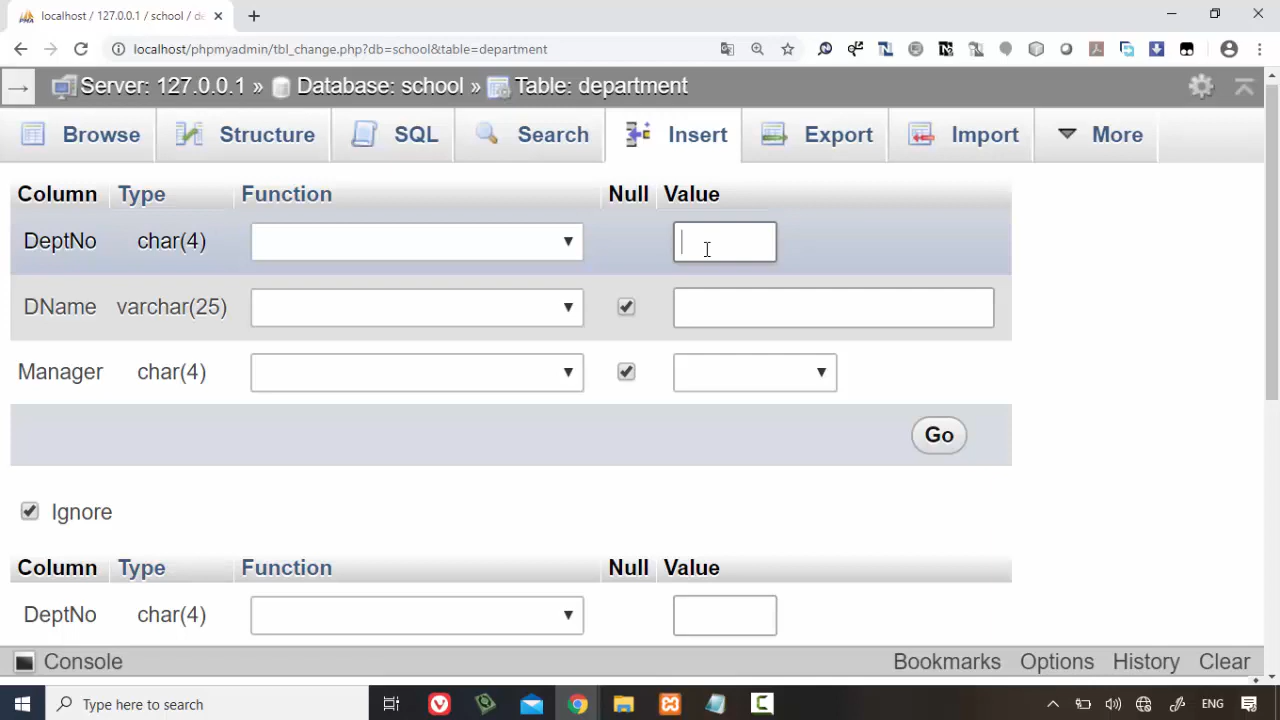 localhost / 127.0.0.1 / school / de
localhost/phpmyadmin/tbl_change.php?db=school&table=department
Server: 127.0.0.1 » Database: school » Table: department
Browse Structure SQL Search Insert Export Import More
Column Type Function Null Value
DeptNo char(4)
DName varchar(25)
Manager char(4)
Go
Ignore
Column Type Function Null Value
DeptNo char(4)
Console Bookmarks Options History Clear
Type here to search ENG